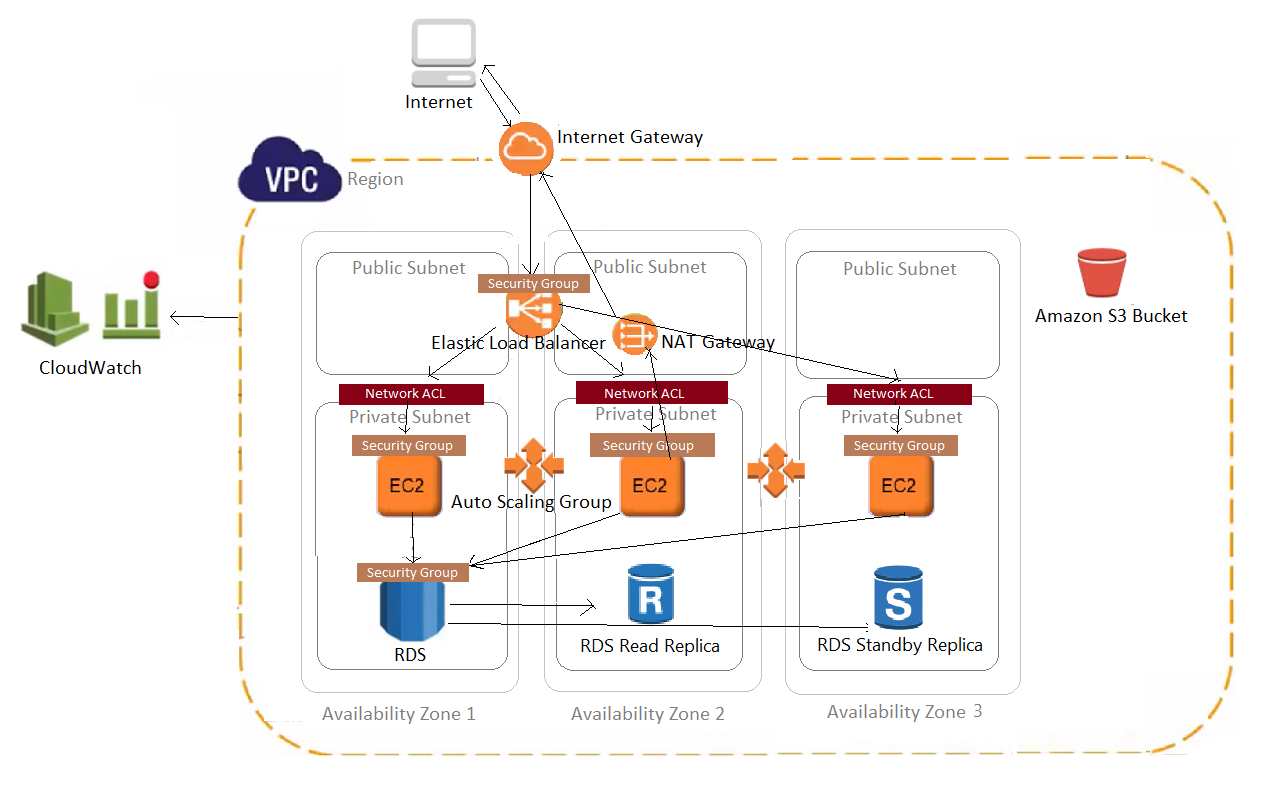 Internet
Internet Gateway
VPC
Region
Public Subnet
Public Subnet
Public Subnet
Security Group
Amazon S3 Bucket
Elastic Load Balancer
NAT Gateway
CloudWatch
Network ACL
Network ACL
Network ACL
Private Subnet
Private Subnet
Private Subnet
Security Group
Security Group
Security Group
EC2
EC2
EC2
Auto Scaling Group
Security Group
R
S
RDS
RDS Read Replica
RDS Standby Replica
Availability Zone 1
Availability Zone 2
Availability Zone 3